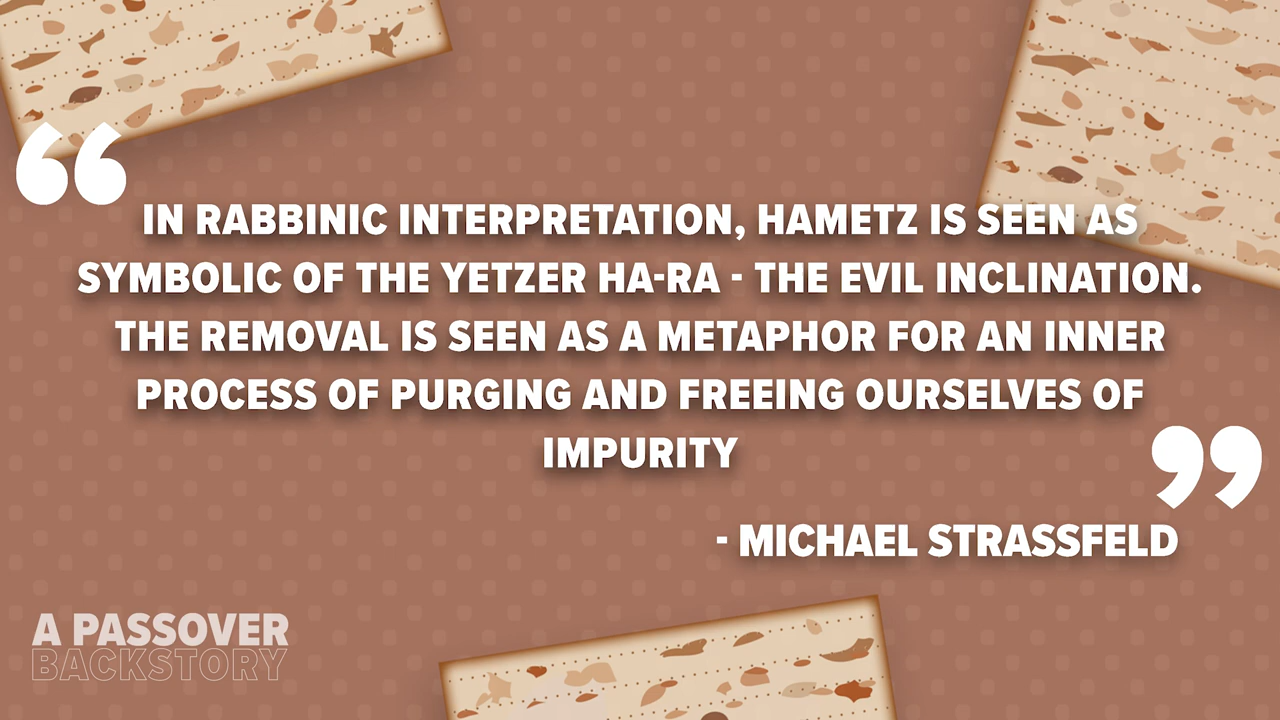 “
IN RABBINIC INTERPRETATION, HAMETZ IS SEEN AS
SYMBOLIC OF THE YETZER HA-RA - THE EVIL INCLINATION.
THE REMOVAL IS SEEN AS A METAPHOR FOR AN INNER
PROCESS OF PURGING AND FREEING OURSELVES OF
IMPURITY
”
- MICHAEL STRASSFELD
A PASSOVER
BACKSTORY